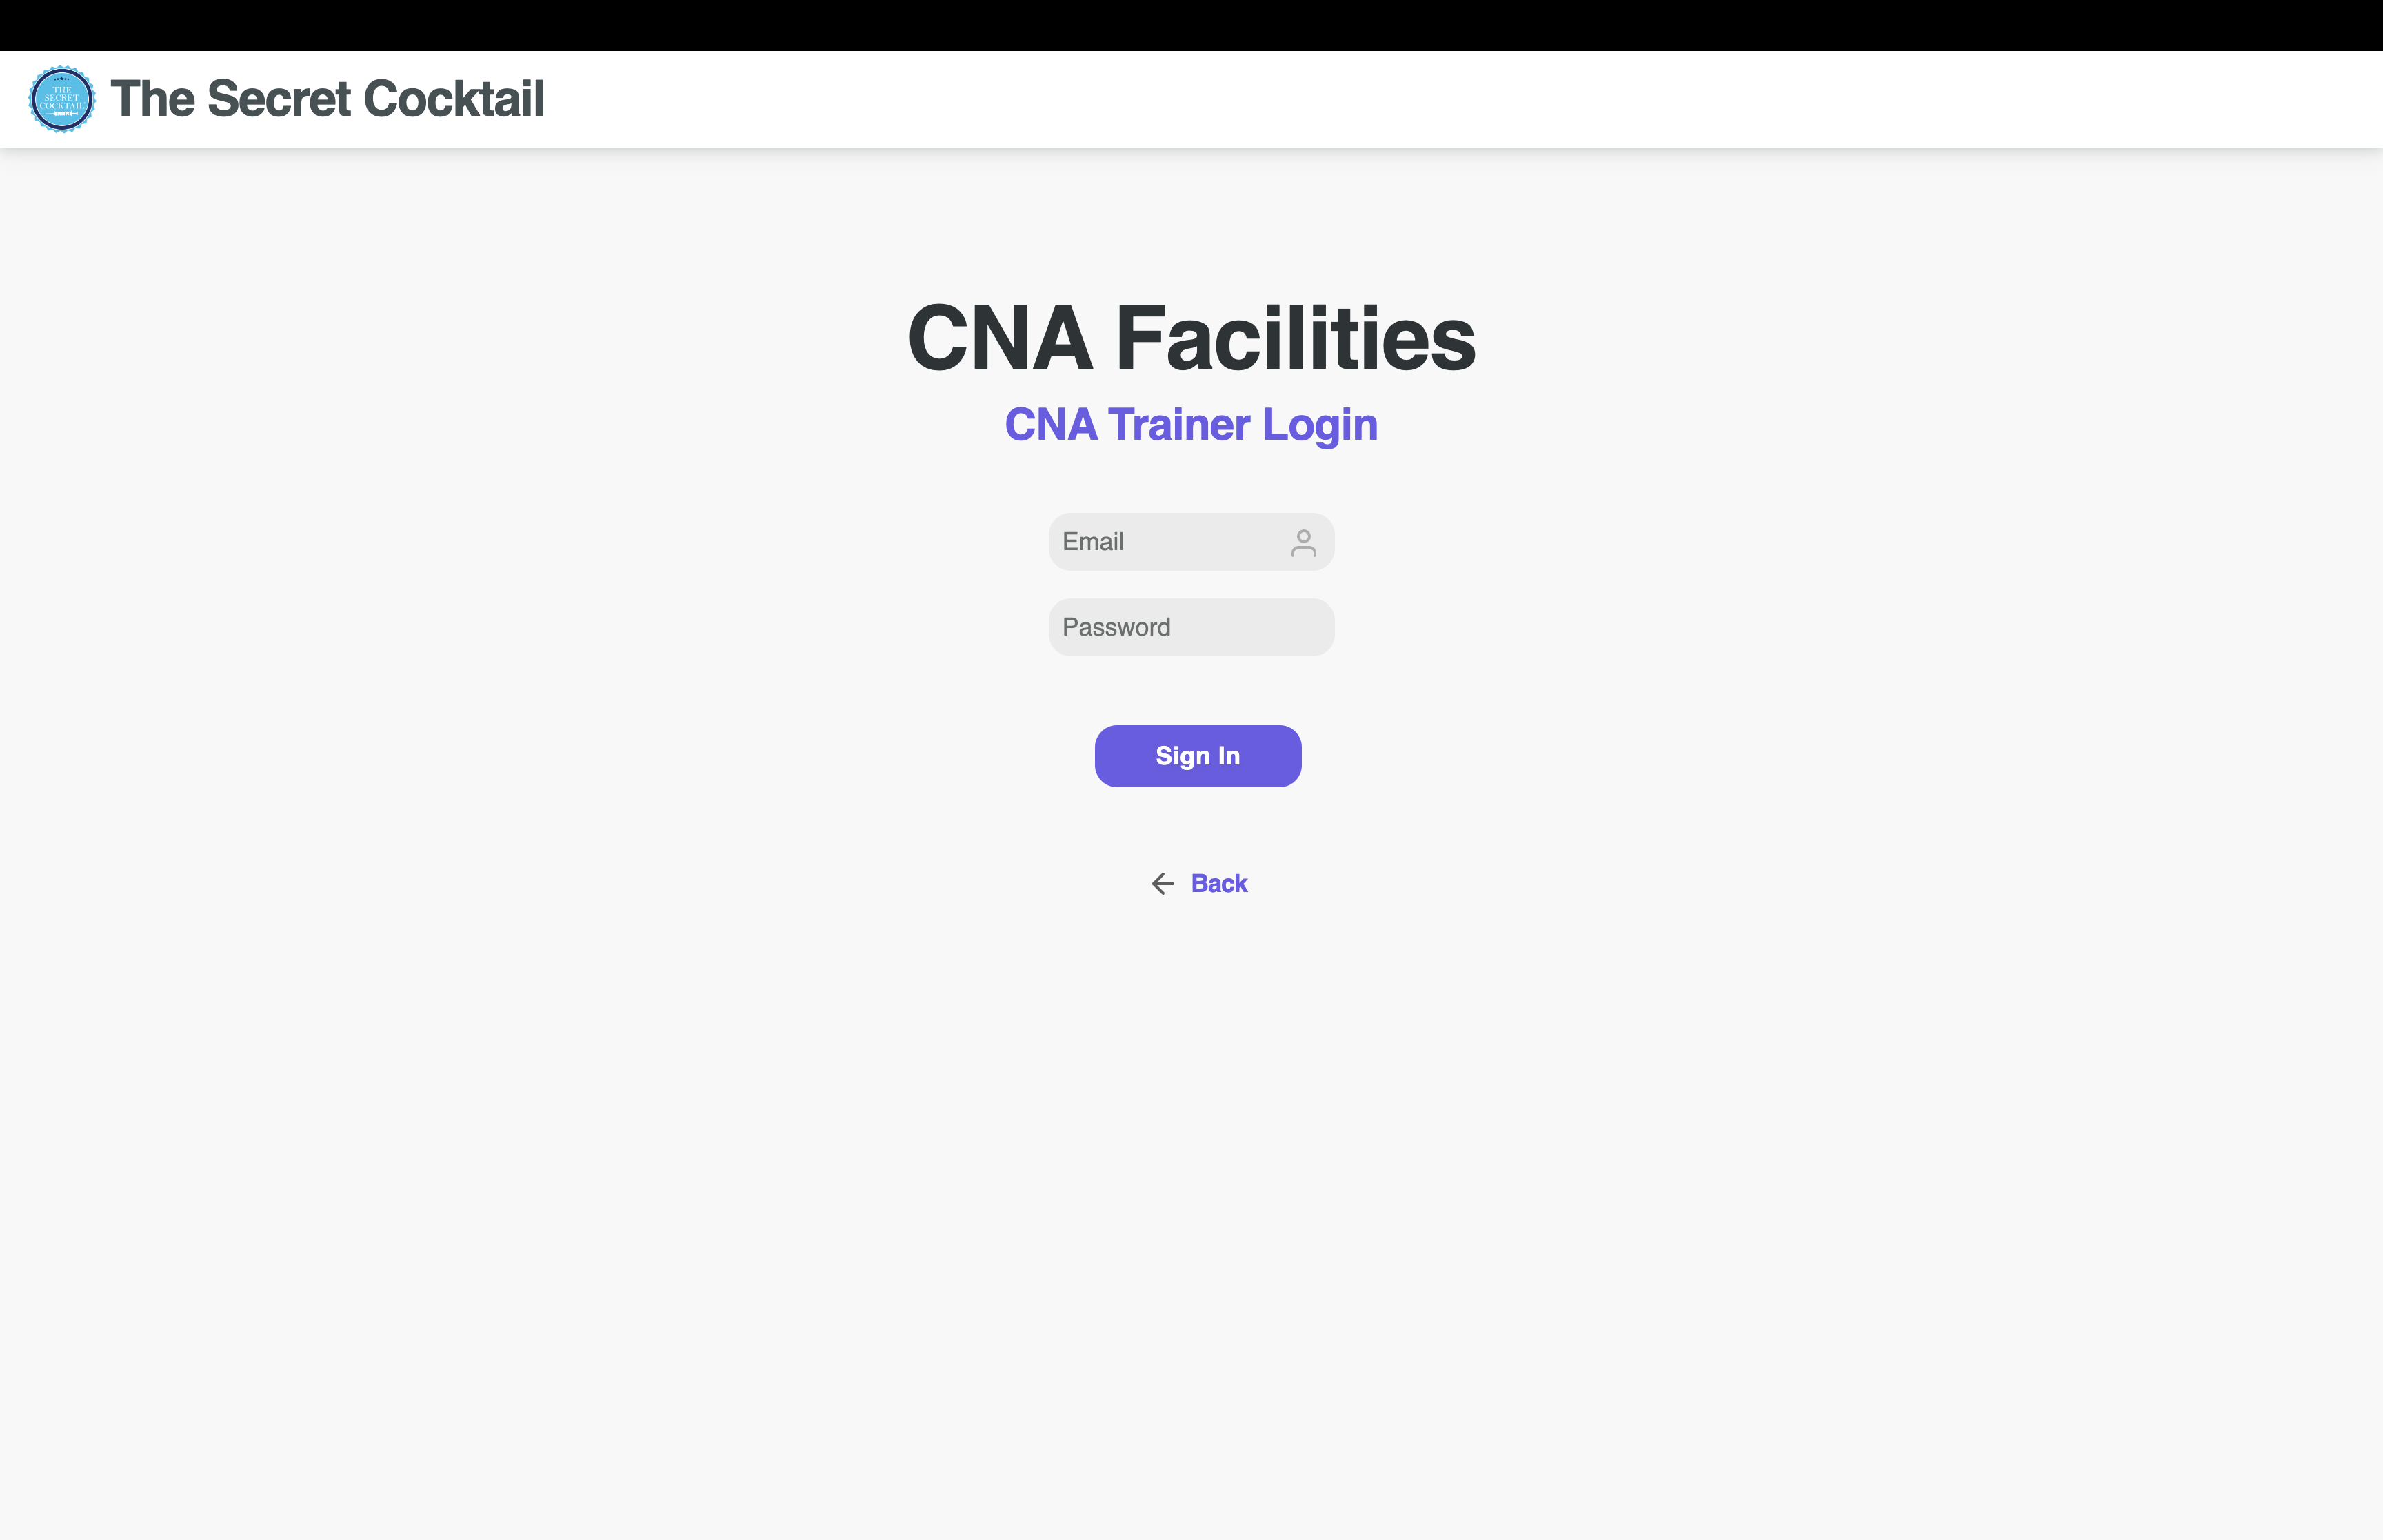 THE
SECRET
COCKTAIL
The Secret Cocktail
CNA Facilities
CNA Trainer Login
Email
Password
Sign In
Back